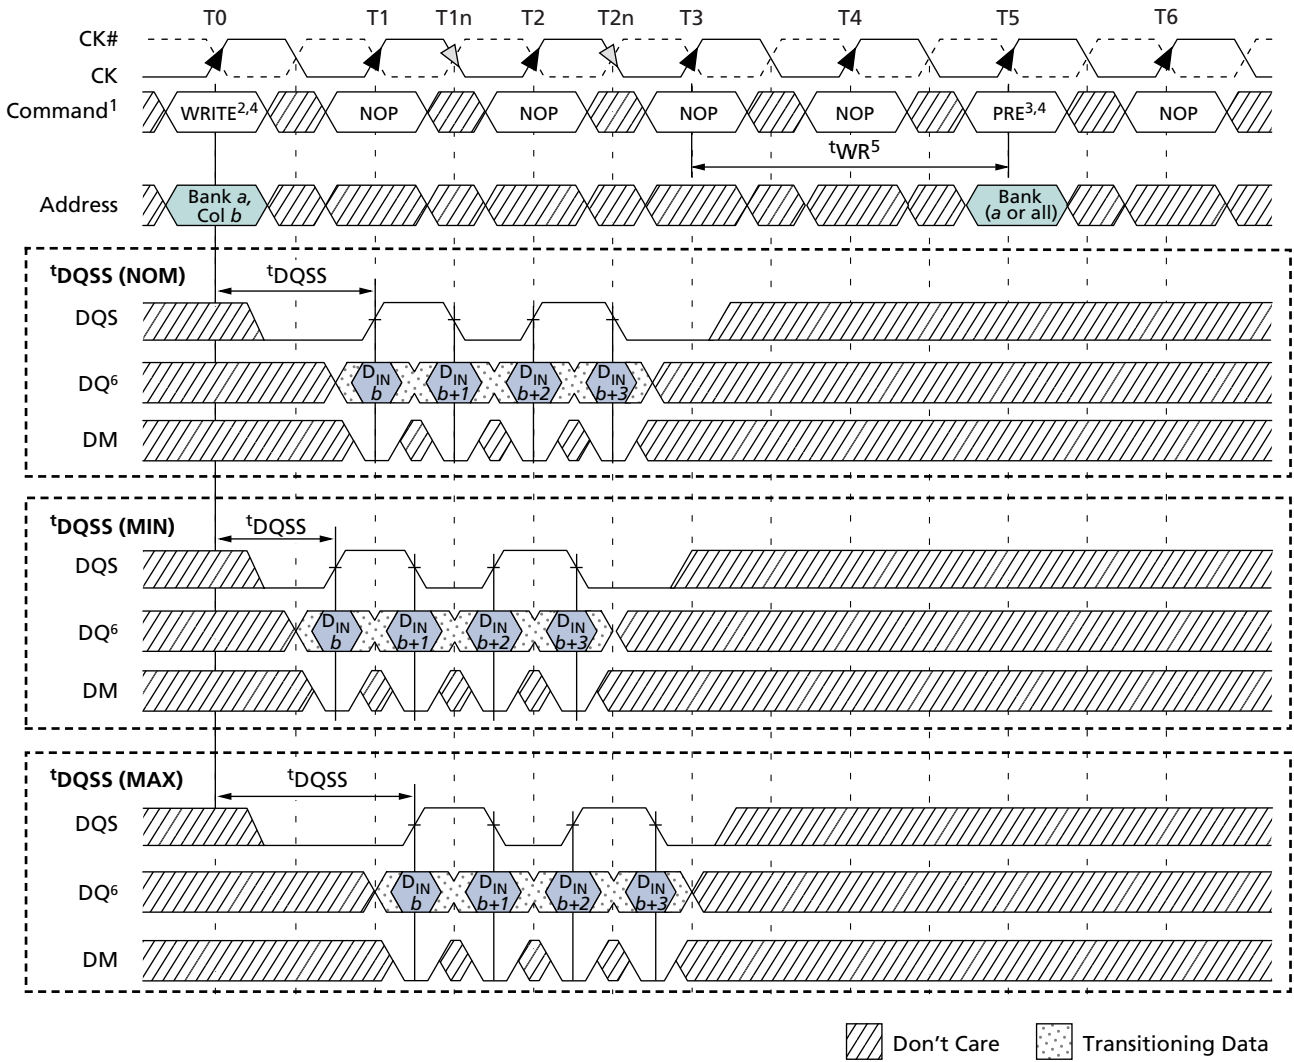 T0 T1 T1n T2 T2n T3 T4 T5 T6
CK#
CK
Command1 WRITE2,4 NOP NOP NOP NOP PRE3,4 NOP
tWR5
Address Bank a, Col b Bank (a or all)
tDQSS (NOM) tDQSS
DQS
DQ6 DIN b DIN b+1 DIN b+2 DIN b+3
DM
tDQSS (MIN) tDQSS
DQS
DQ6 DIN b DIN b+1 DIN b+2 DIN b+3
DM
tDQSS (MAX) tDQSS
DQS
DQ6 DIN b DIN b+1 DIN b+2 DIN b+3
DM
Don't Care Transitioning Data